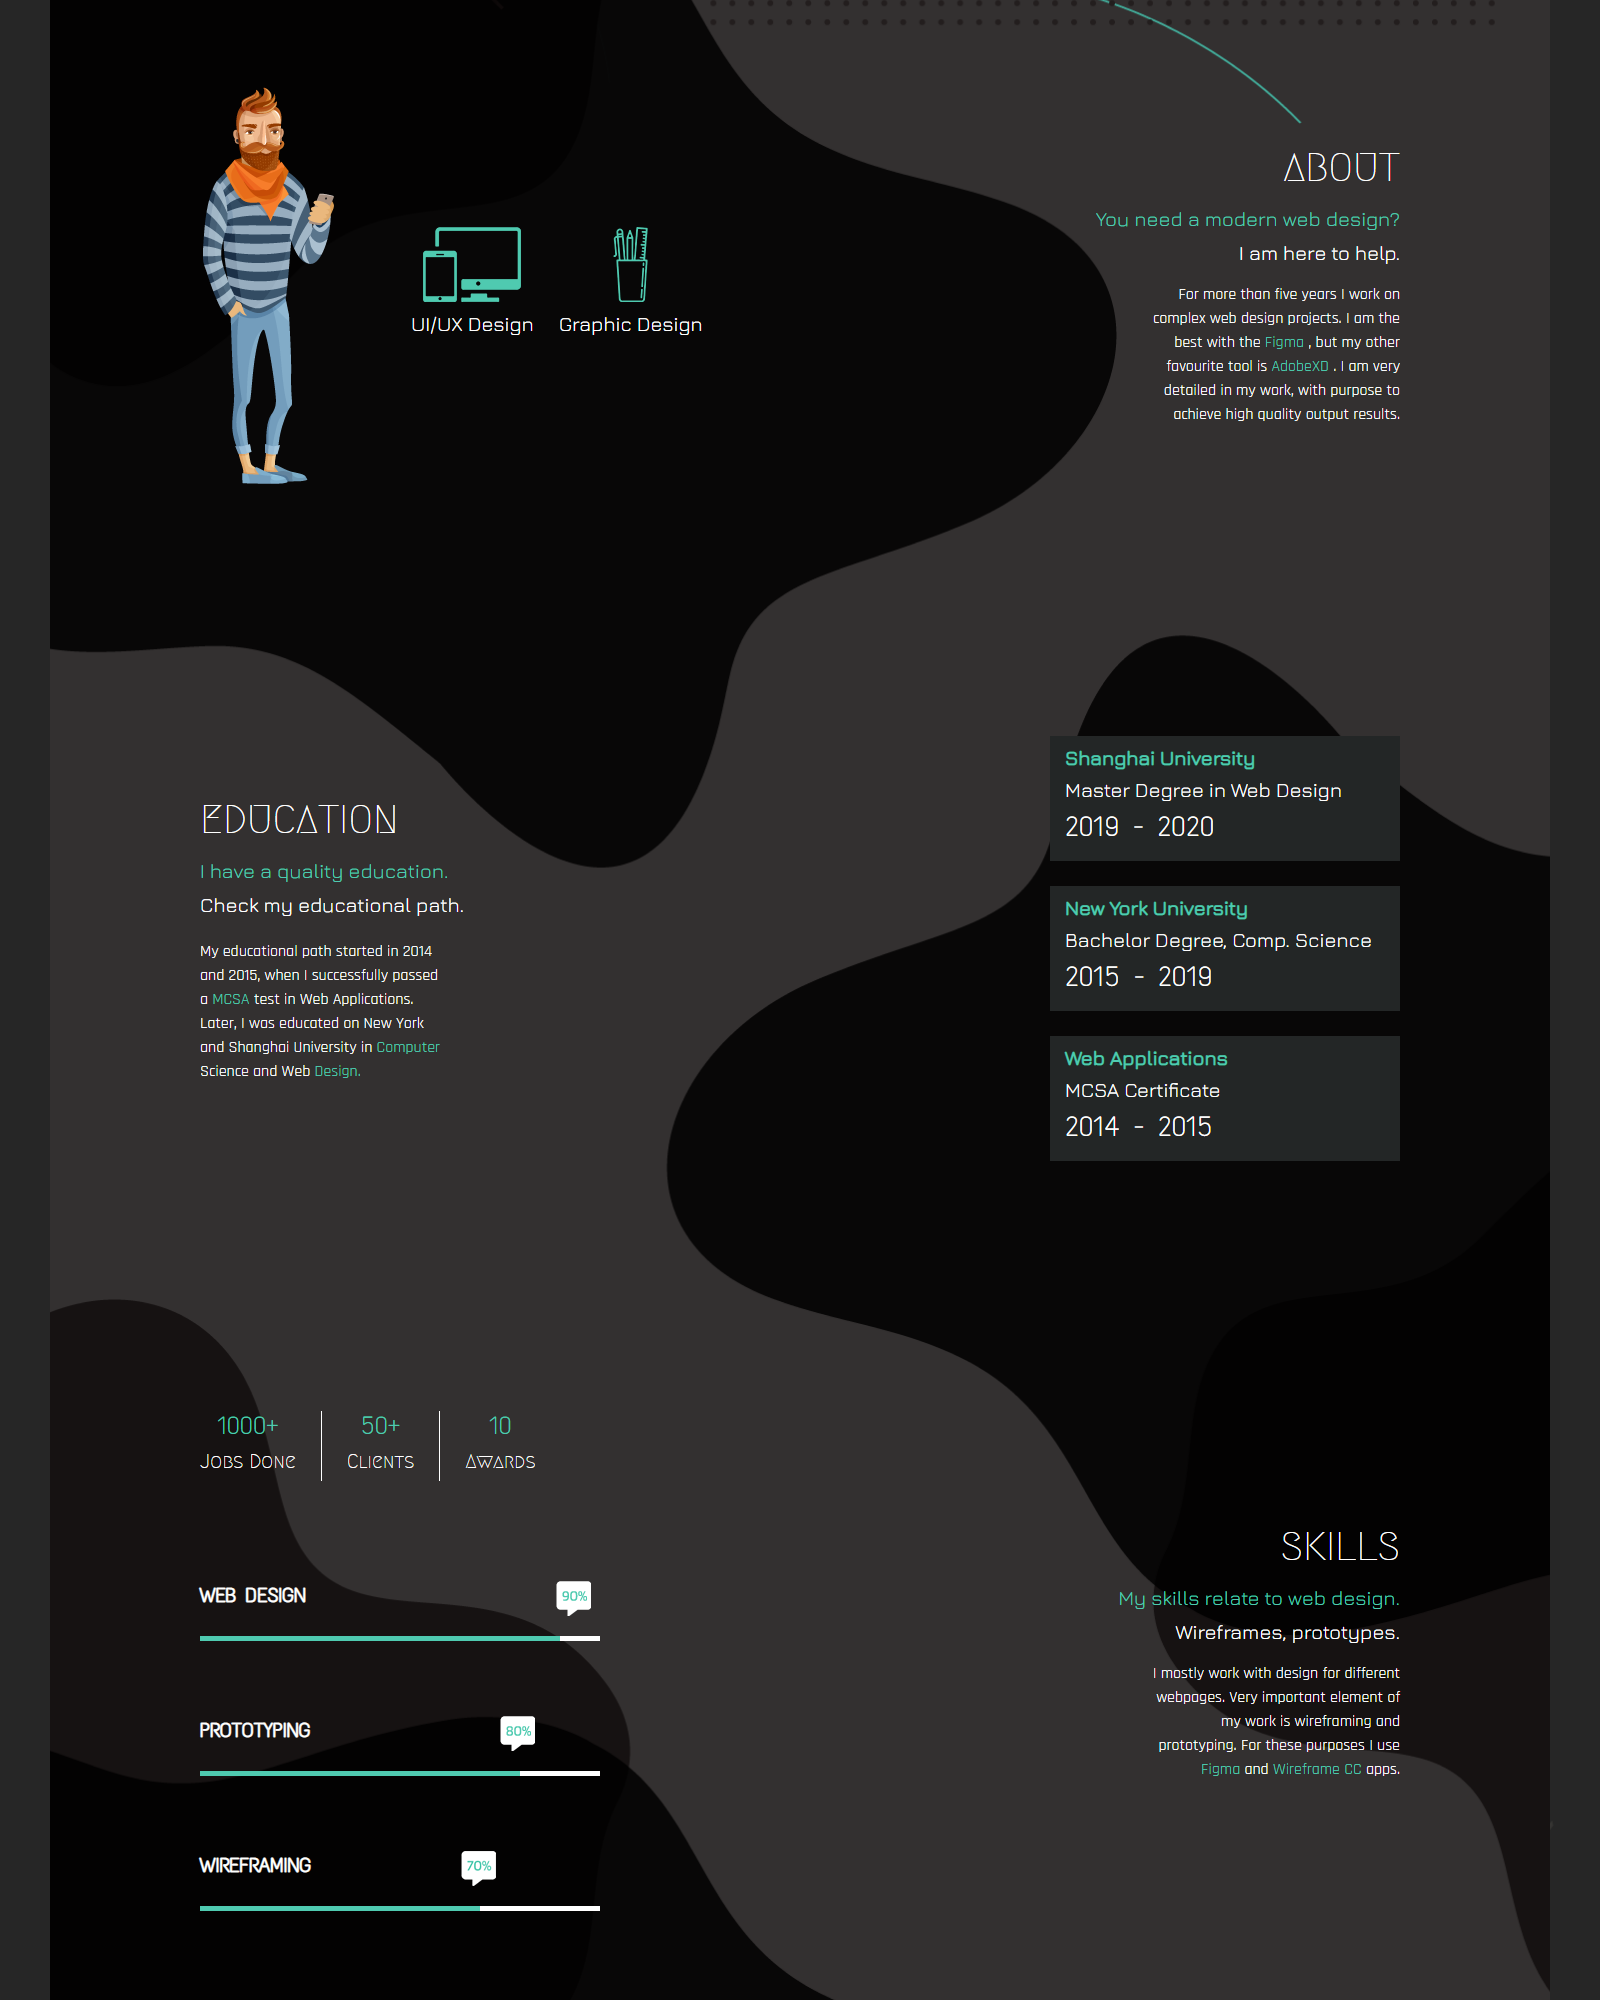 ABOUT
You need a modern web design?
I am here to help.
For more than five years I work on
complex web design projects. I am the
best with the Figma , but my other
favourite tool is AdobeXD . I am very
detailed in my work, with purpose to
achieve high quality output results.
UI/UX Design
Graphic Design
EDUCATION
I have a quality education.
Check my educational path.
My educational path started in 2014
and 2015, when I successfully passed
a MCSA test in Web Applications.
Later, I was educated on New York
and Shanghai University in Computer
Science and Web Design.
Shanghai University
Master Degree in Web Design
2019 - 2020
New York University
Bachelor Degree, Comp. Science
2015 - 2019
Web Applications
MCSA Certificate
2014 - 2015
1000+
Jobs Done
50+
Clients
10
Awards
WEB DESIGN
90%
PROTOTYPING
80%
WIREFRAMING
70%
SKILLS
My skills relate to web design.
Wireframes, prototypes.
I mostly work with design for different
webpages. Very important element of
my work is wireframing and
prototyping. For these purposes I use
Figma and Wireframe CC apps.